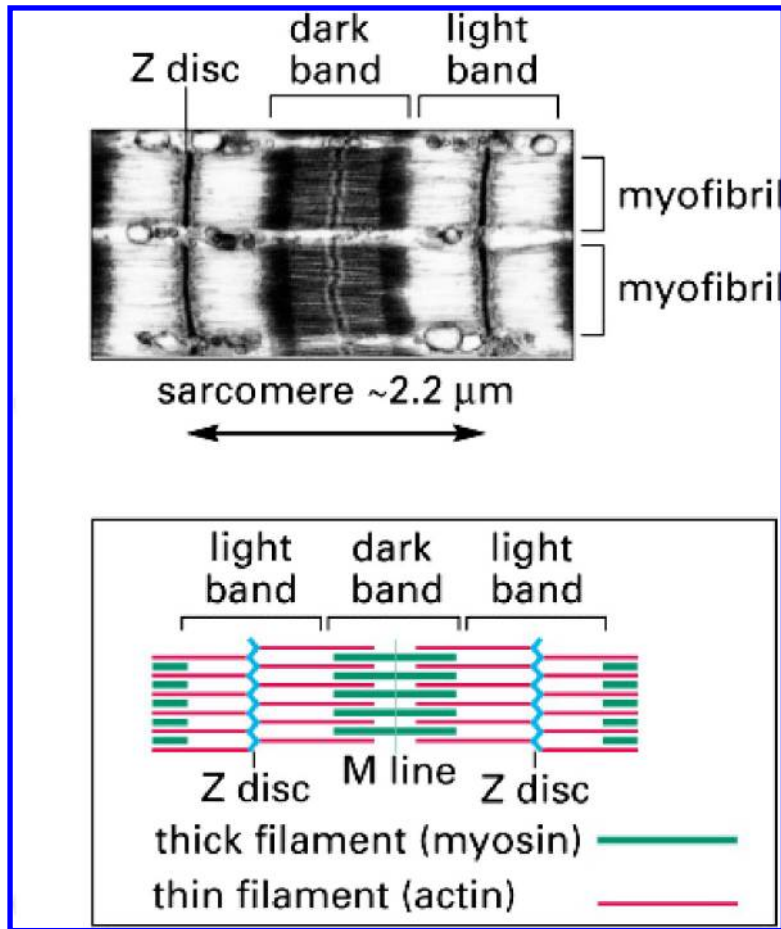 dark
band
light
band
Z disc
myofibril
myofibril
sarcomere ~2.2 μm
light
band
dark
band
light
band
Z disc
M line
Z disc
thick filament (myosin)
thin filament (actin)